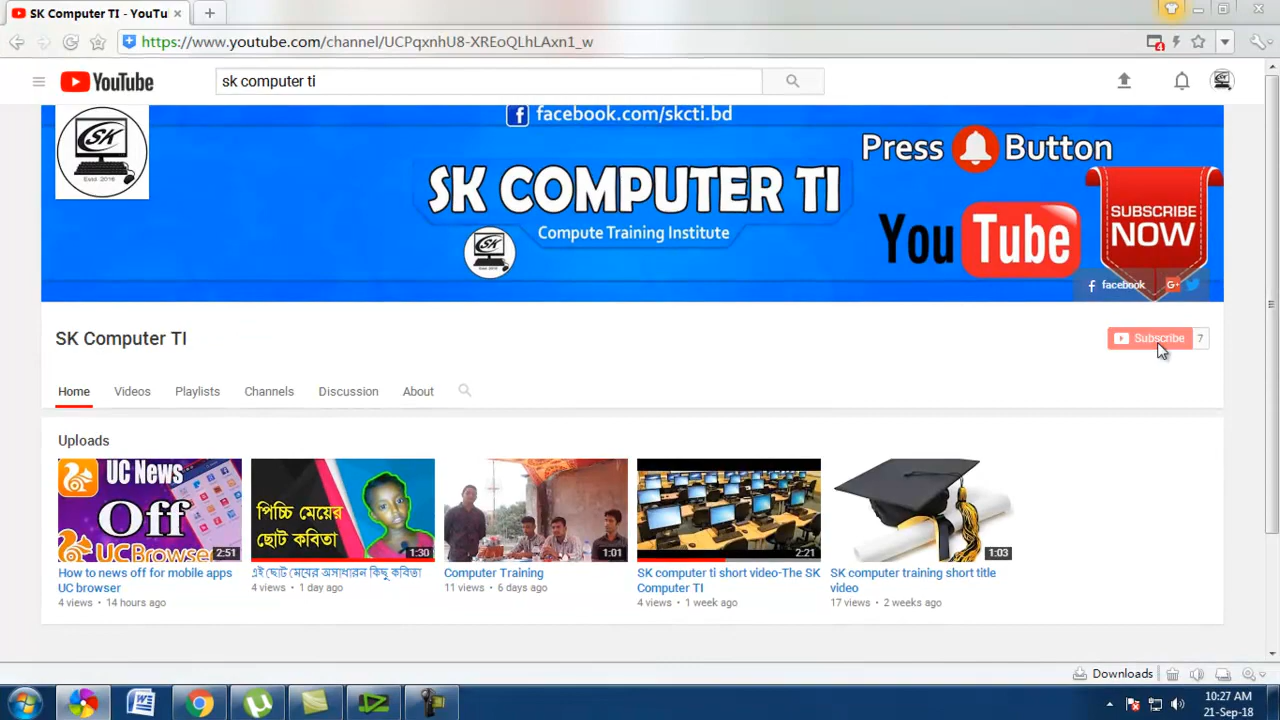 SK Computer TI - YouTu
https://www.youtube.com/channel/UCPqxnhU8-XREoQLhLAxn1_w
4
YouTube
sk computer ti
facebook.com/skcti.bd
SK
Estd 2016
SK COMPUTER TI
Compute Training Institute
SK
Press Button
You Tube
SUBSCRIBE
NOW
facebook G+
SK Computer TI
Subscribe 7
Home Videos Playlists Channels Discussion About
Uploads
UC News
Off
UC Browser
2:51
পিচ্চি মেয়ের
ছোট কবিতা
1:30
1:01
2:21
1:03
How to news off for mobile apps
UC browser
4 views • 14 hours ago
এই ছোট মেয়ের অসাধারন কিছু কবিতা
4 views • 1 day ago
Computer Training
11 views • 6 days ago
SK computer ti short video-The SK
Computer TI
4 views • 1 week ago
SK computer training short title
video
17 views • 2 weeks ago
Downloads
10:27 AM
21-Sep-18